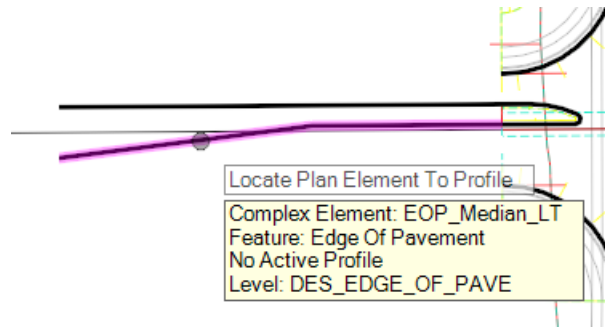 Locate Plan Element To Profile
Complex Element: EOP_Median_LT
Feature: Edge Of Pavement
No Active Profile
Level: DES_EDGE_OF_PAVE